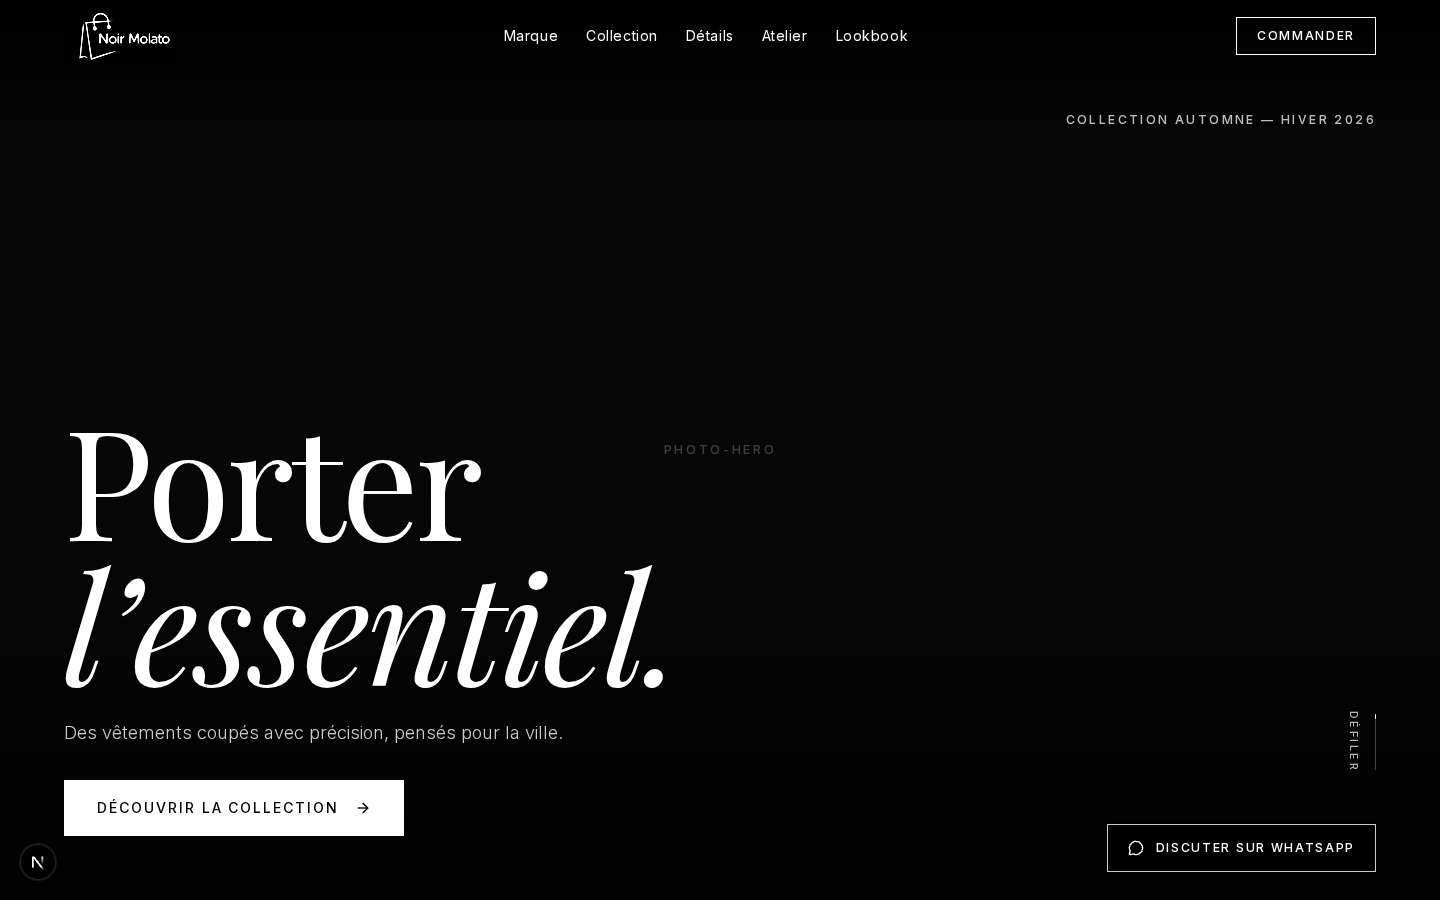 Noir Molato
Marque
Collection
Détails
Atelier
Lookbook
COMMANDER
COLLECTION AUTOMNE — HIVER 2026
PHOTO-HERO
Porter
l’essentiel.
Des vêtements coupés avec précision, pensés pour la ville.
DÉFILER
DÉCOUVRIR LA COLLECTION
DISCUTER SUR WHATSAPP
N